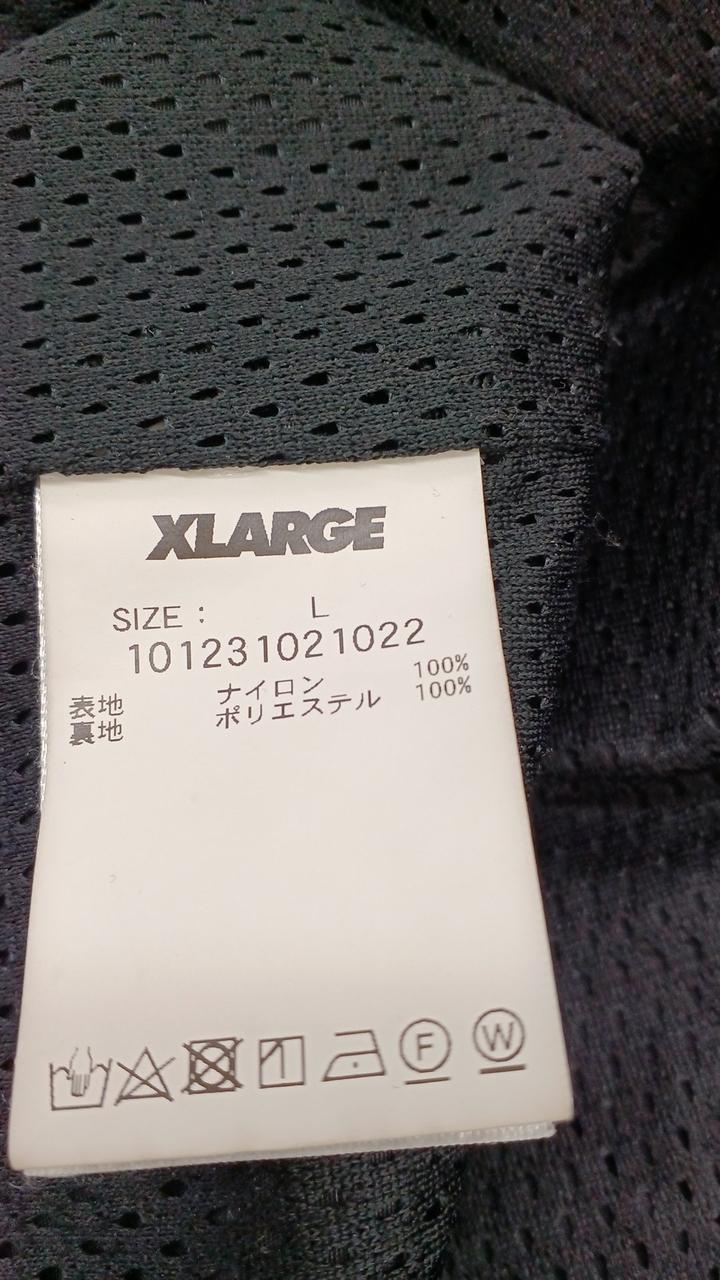 XLARGE
SIZE : L
101231021022
表地 ナイロン 100%
裏地 ポリエステル 100%
F W